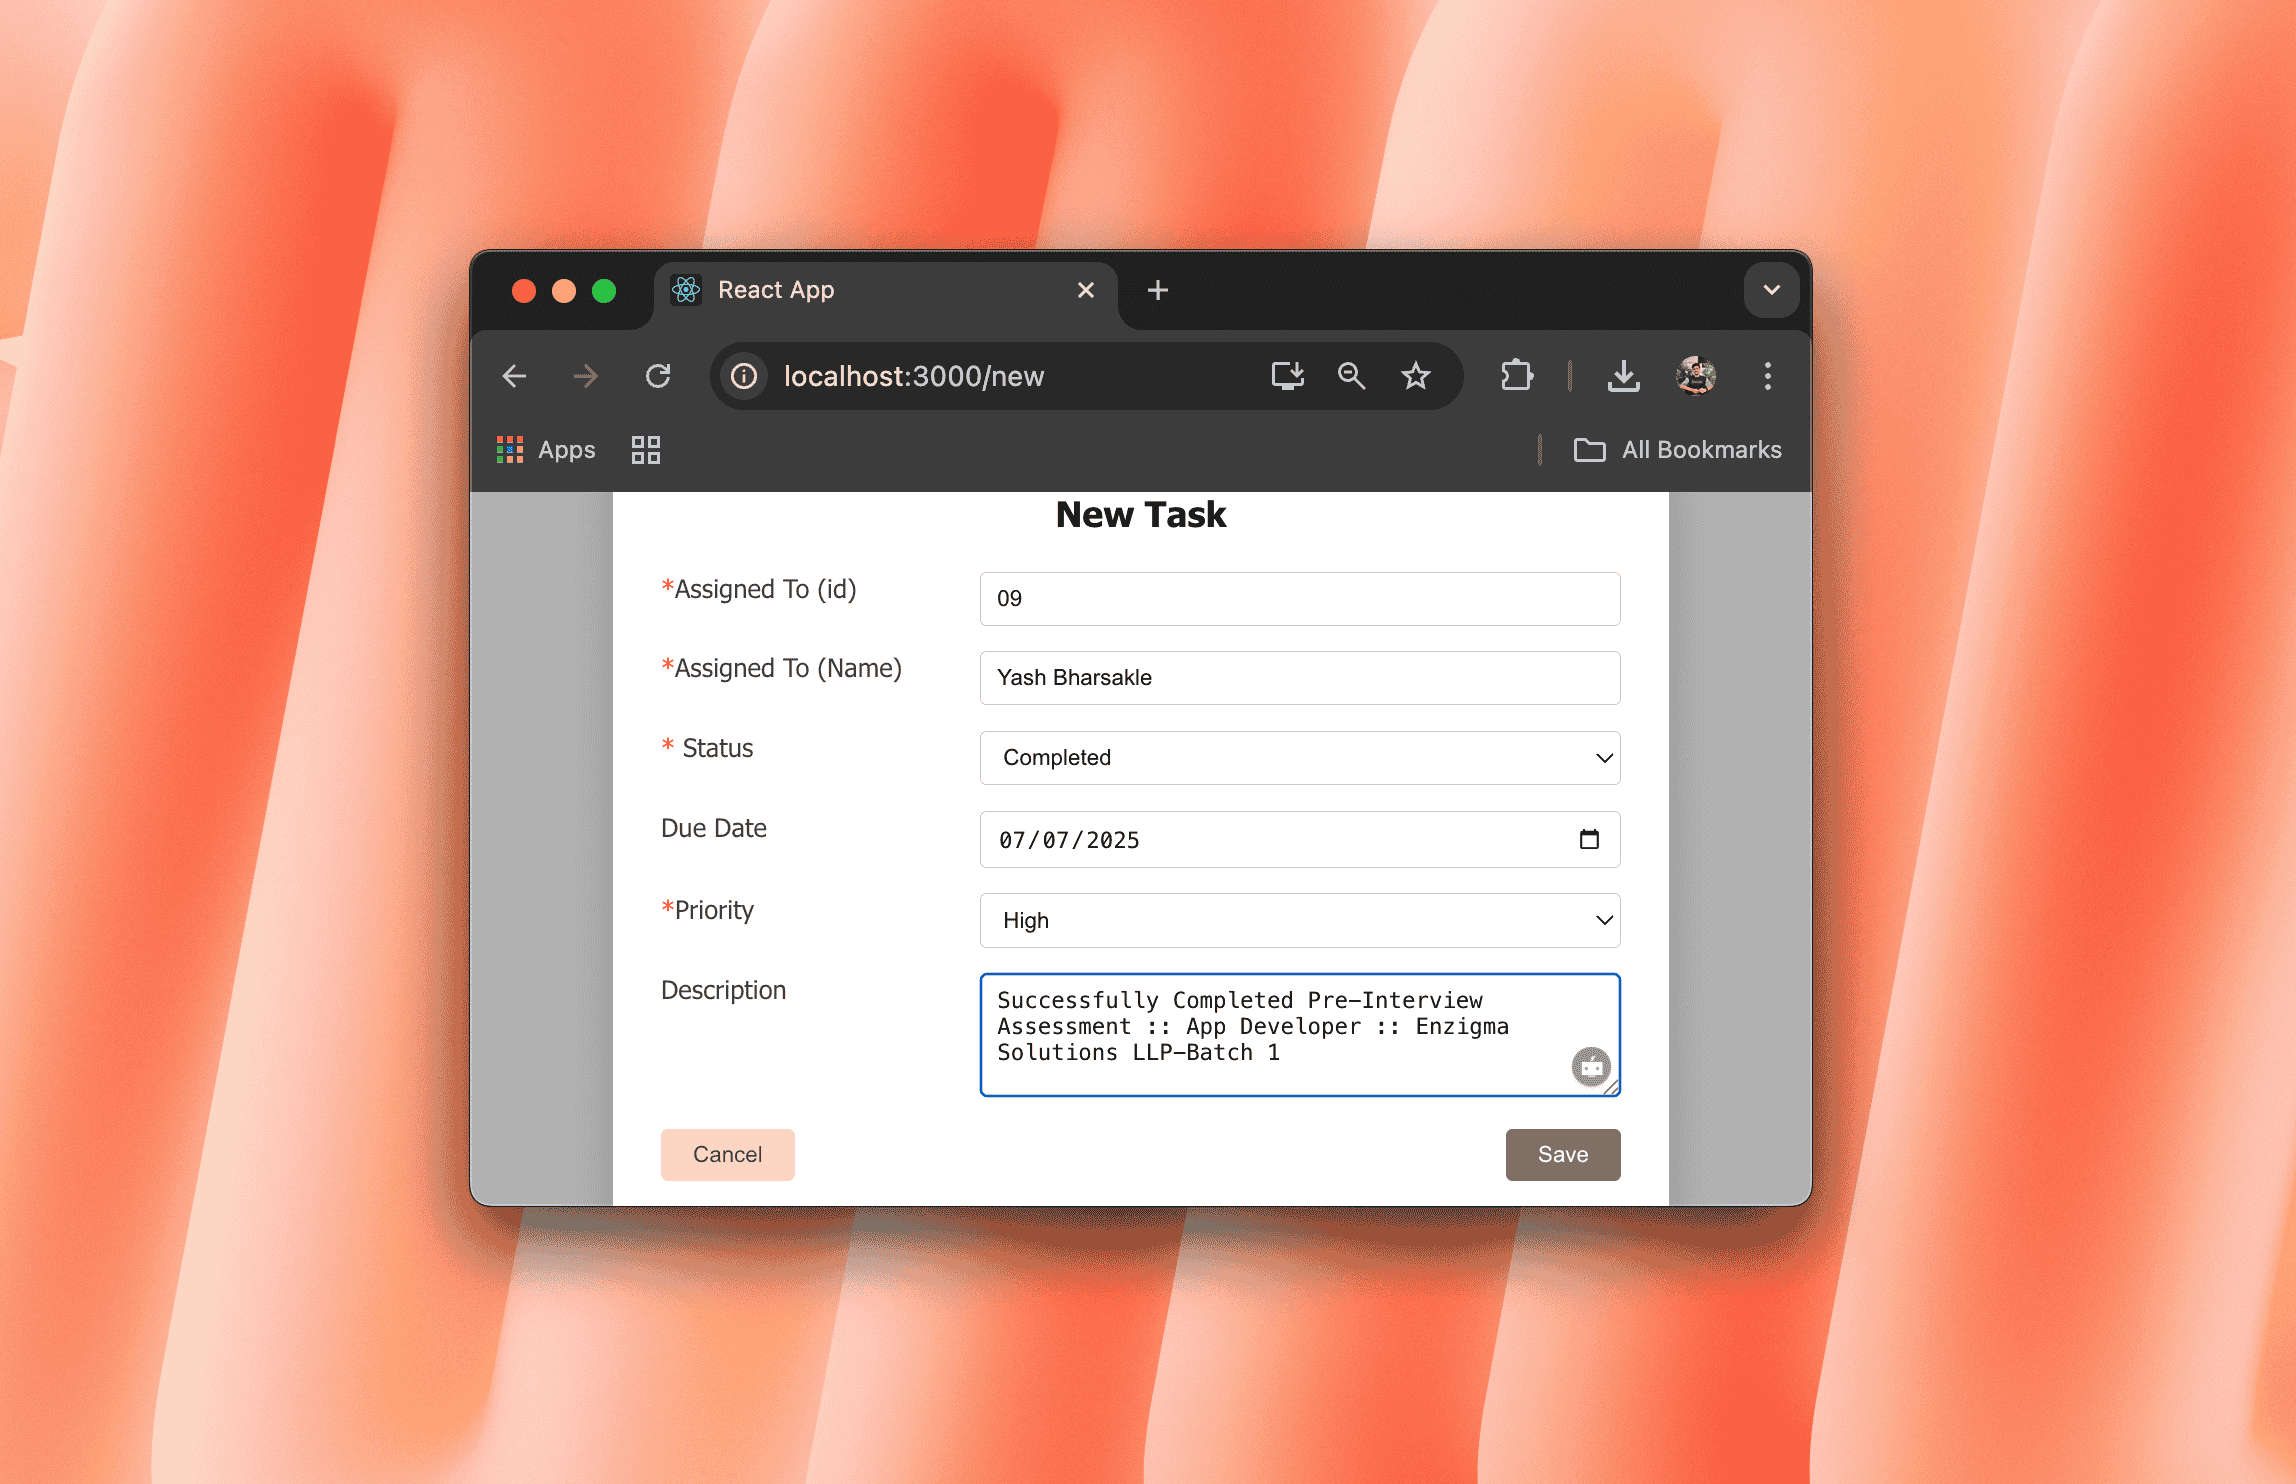 React App
localhost:3000/new
Apps
All Bookmarks
New Task
*Assigned To (id)
09
*Assigned To (Name)
Yash Bharsakle
* Status
Completed
Due Date
07/07/2025
*Priority
High
Description
Successfully Completed Pre-Interview
Assessment :: App Developer :: Enzigma
Solutions LLP-Batch 1
Cancel
Save